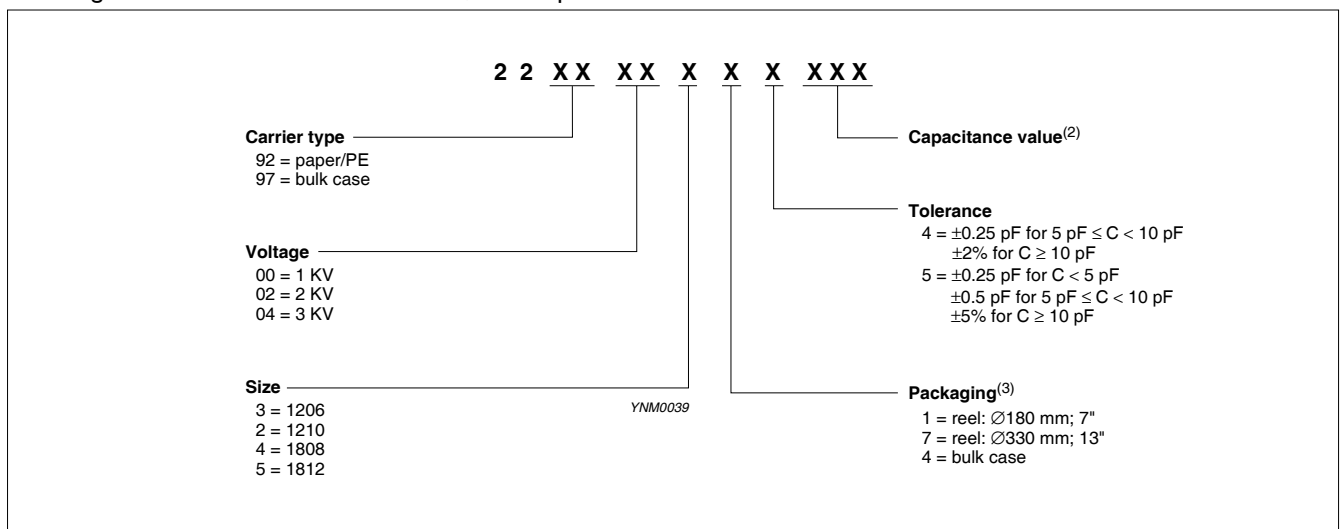 2 2 X X X X X X X X X X
Carrier type
92 = paper/PE
97 = bulk case
Voltage
00 = 1 KV
02 = 2 KV
04 = 3 KV
Size
3 = 1206
2 = 1210
4 = 1808
5 = 1812
YNM0039
Capacitance value(2)
Tolerance
4 = ±0.25 pF for 5 pF ≤ C < 10 pF
±2% for C ≥ 10 pF
5 = ±0.25 pF for C < 5 pF
±0.5 pF for 5 pF ≤ C < 10 pF
±5% for C ≥ 10 pF
Packaging(3)
1 = reel: ∅180 mm; 7"
7 = reel: ∅330 mm; 13"
4 = bulk case